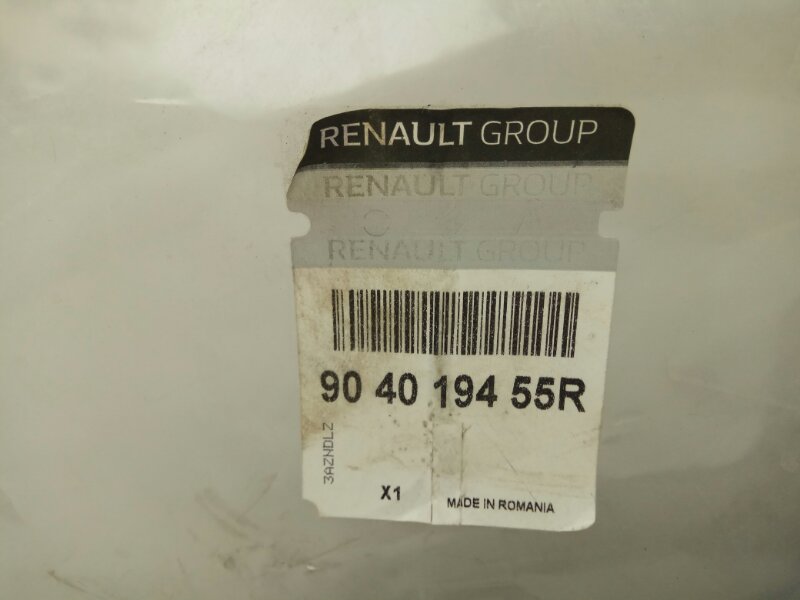 RENAULT GROUP
RENAULT GROUP
RENAULT GROUP
90 40 194 55R
3AZNDLZ
X1
MADE IN ROMANIA